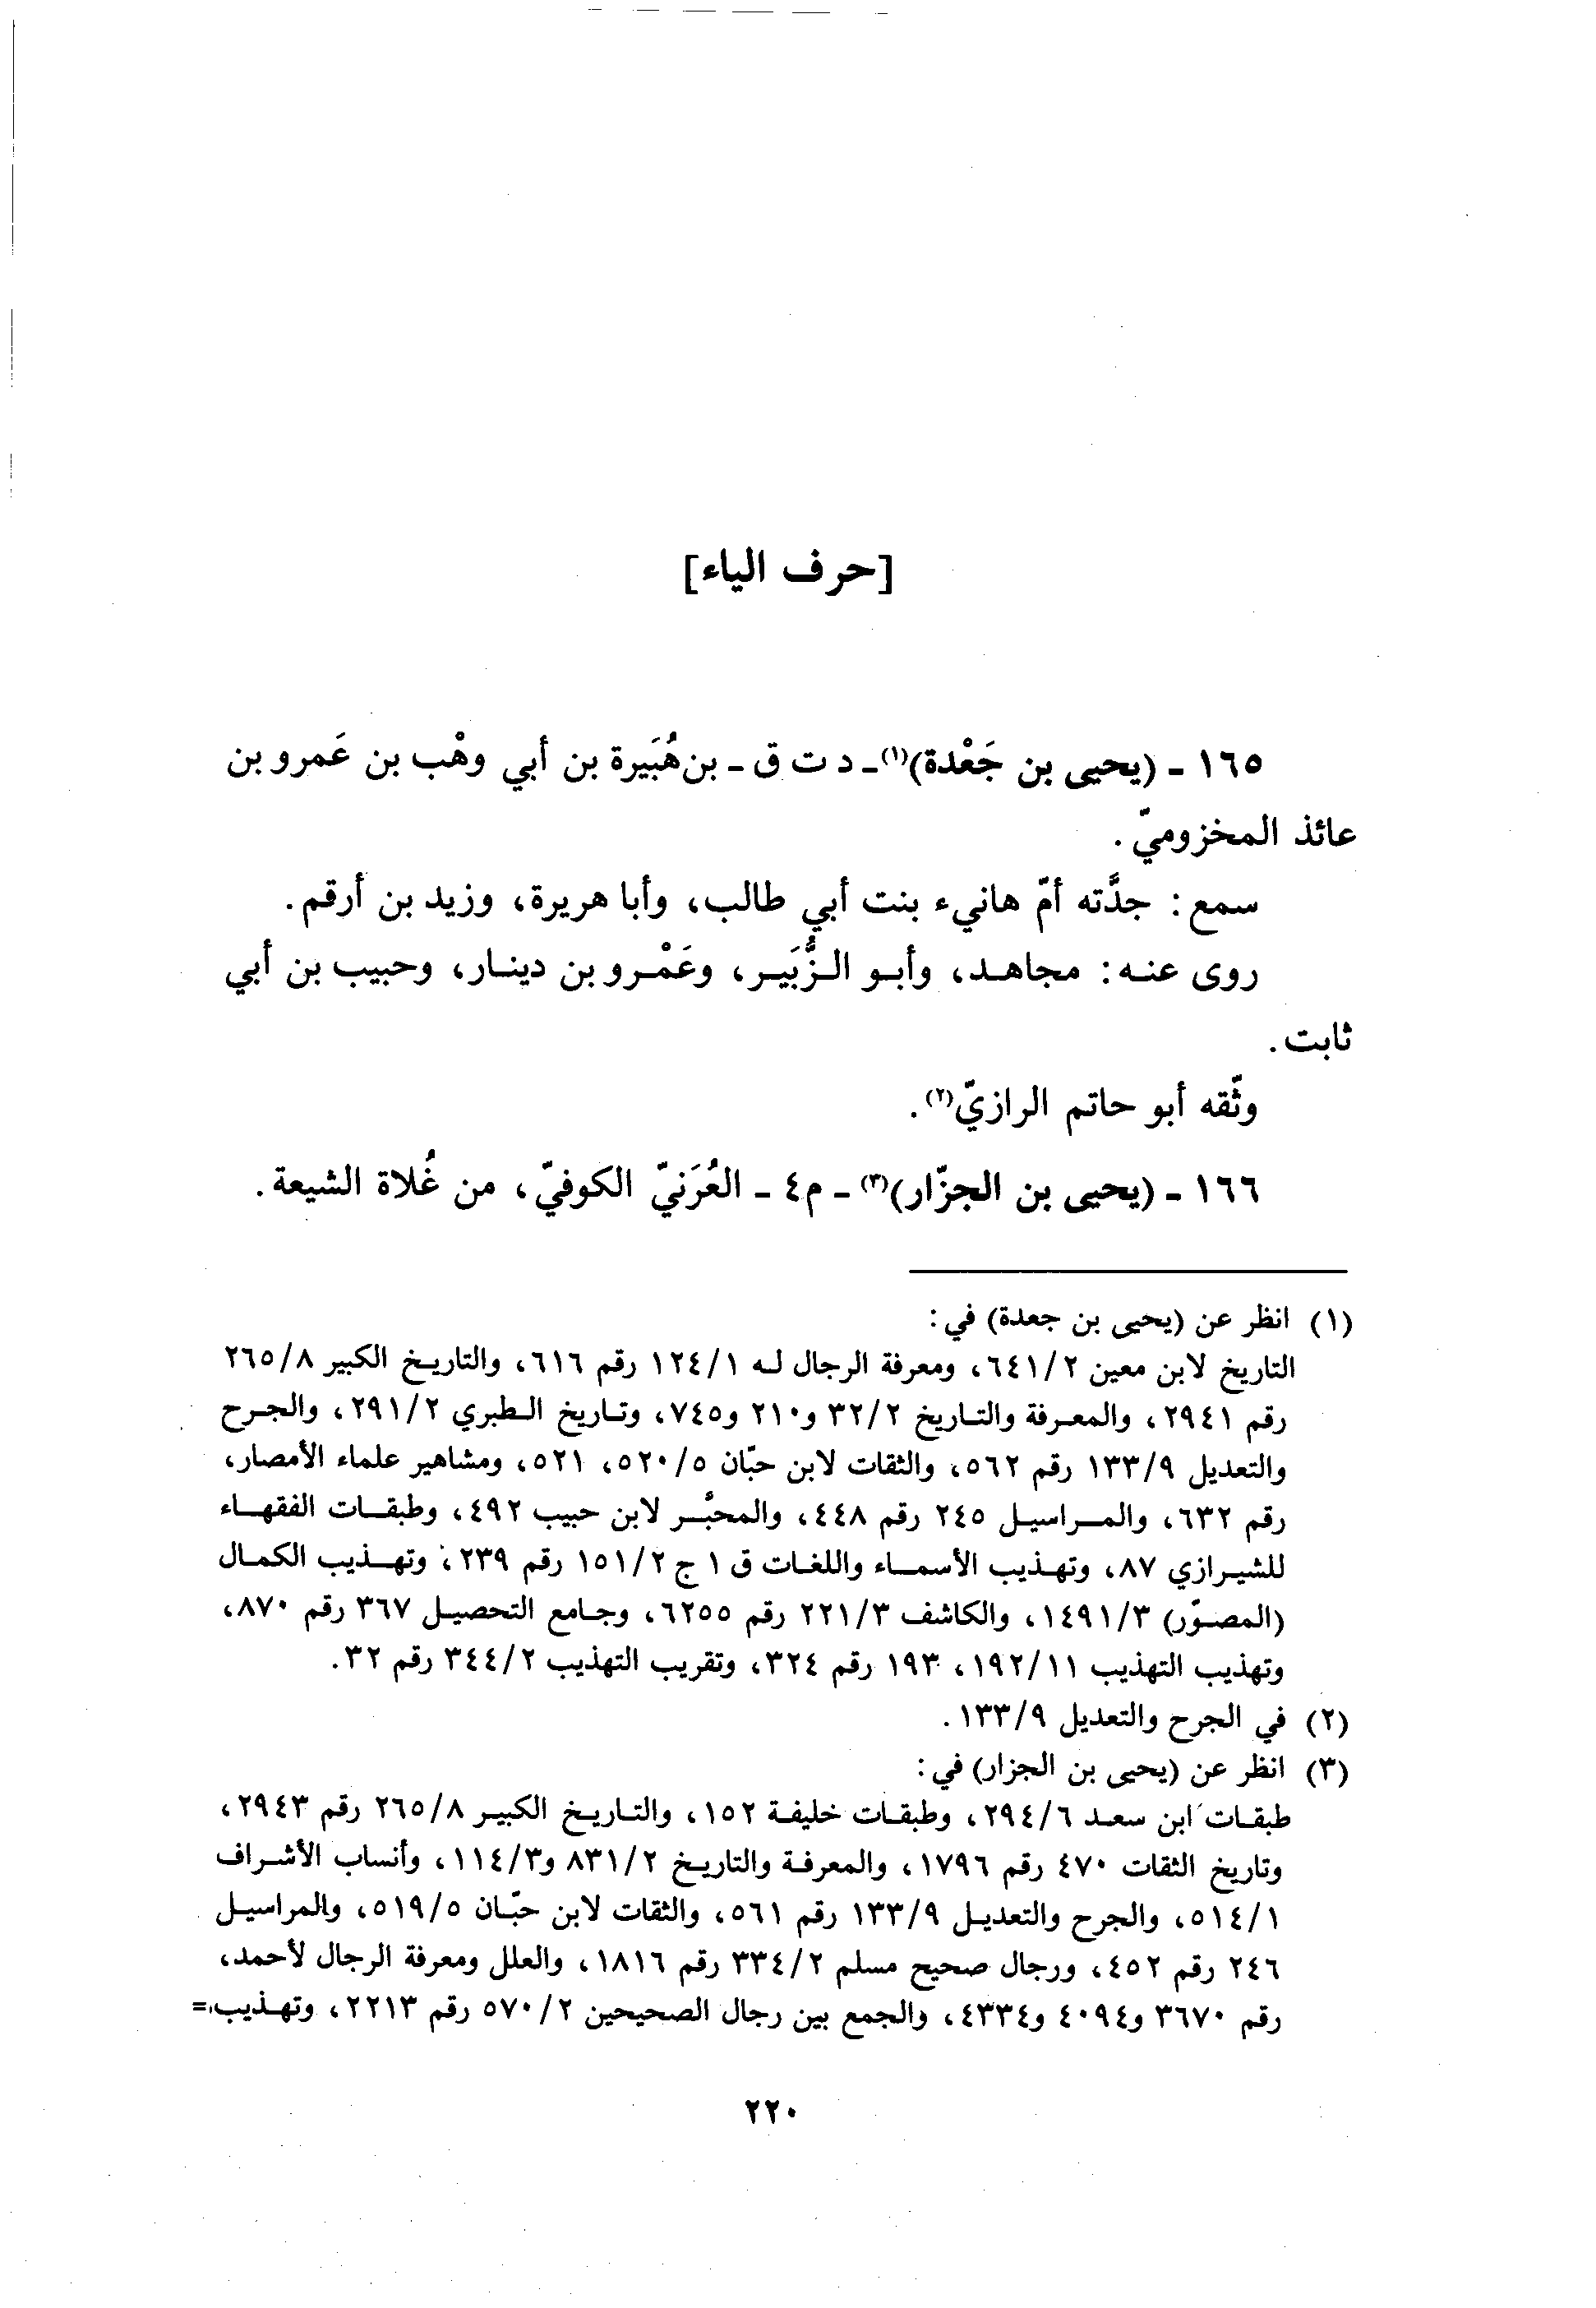 [حرف الياء]
١٦٥ - (يحيى بن جَعْدة)(١) - د ت ق - بن هُبَيرة بن أبي وهْب بن عَمرو بن
عائذ المخزوميّ.
سمع: جدَّته أمّ هانيء بنت أبي طالب، وأبا هريرة، وزيد بن أرقم.
روى عنه: مجاهد، وأبو الزُّبَير، وعَمْرو بن دينار، وحبيب بن أبي
ثابت.
وثّقه أبو حاتم الرازيّ(٢).
١٦٦ - (يحيى بن الجزّار)(٣) - م٤ - العُرَنيّ الكوفيّ، من غُلاة الشيعة.
(١) انظر عن (يحيى بن جعدة) في:
التاريخ لابن معين ٦٤١/٢، ومعرفة الرجال له ١٢٤/١ رقم ٦١٦، والتاريخ الكبير ٢٦٥/٨
رقم ٢٩٤١، والمعرفة والتاريخ ٣٢/٢ و٢١٠ و٧٤٥، وتاريخ الطبري ٢٩١/٢، والجرح
والتعديل ١٣٣/٩ رقم ٥٦٢، والثقات لابن حبّان ٥٢٠/٥، ٥٢١، ومشاهير علماء الأمصار،
رقم ٦٣٢، والمراسيل ٢٤٥ رقم ٤٤٨، والمحبَّر لابن حبيب ٤٩٢، وطبقات الفقهاء
للشيرازي ٨٧، وتهذيب الأسماء واللغات ق ١ ج ١٥١/٢ رقم ٢٣٩، وتهذيب الكمال
(المصوّر) ١٤٩١/٣، والكاشف ٢٢١/٣ رقم ٦٢٥٥، وجامع التحصيل ٣٦٧ رقم ٨٧٠،
وتهذيب التهذيب ١٩٢/١١، ١٩٣ رقم ٣٢٤، وتقريب التهذيب ٣٤٤/٢ رقم ٣٢.
(٢) في الجرح والتعديل ١٣٣/٩.
(٣) انظر عن (يحيى بن الجزار) في:
طبقات ابن سعد ٢٩٤/٦، وطبقات خليفة ١٥٢، والتاريخ الكبير ٢٦٥/٨ رقم ٢٩٤٣،
وتاريخ الثقات ٤٧٠ رقم ١٧٩٦، والمعرفة والتاريخ ٨٣١/٢ و١١٤/٣، وأنساب الأشراف
٥١٤/١، والجرح والتعديل ١٣٣/٩ رقم ٥٦١، والثقات لابن حبّان ٥١٩/٥، والمراسيل
٢٤٦ رقم ٤٥٢، ورجال صحيح مسلم ٣٣٤/٢ رقم ١٨١٦، والعلل ومعرفة الرجال لأحمد،
رقم ٣٦٧٠ و٤٠٩٤ و٤٣٣٤، والجمع بين رجال الصحيحين ٥٧٠/٢ رقم ٢٢١٣، وتهذيب =
٢٢٠